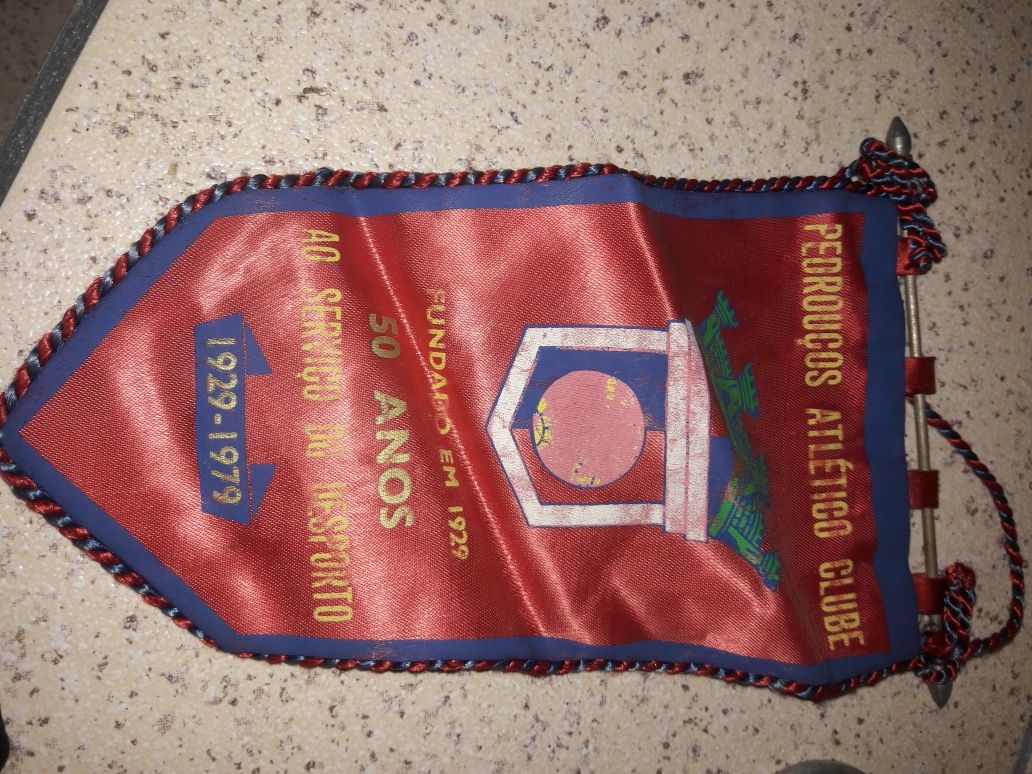 PEDROUÇOS ATLÉTICO CLUBE
FUNDADO EM 1929
50 ANOS
AO SERVIÇO DO DESPORTO
1929-1979